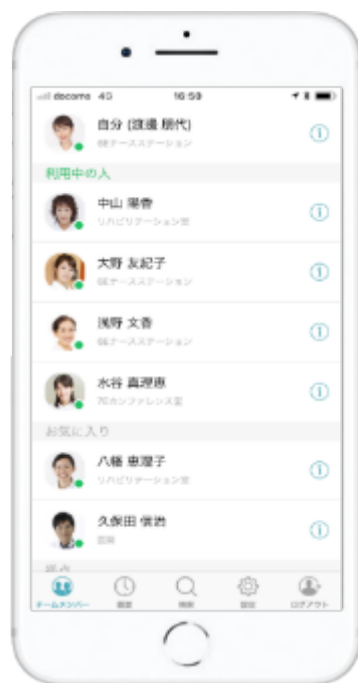 docomo 4G 16:59
自分 (渡邊 朋代)
6Eナースステーション
利用中の人
中山 陽香
リハビリテーション室
大野 友紀子
6Eナースステーション
浅野 文香
6Eナースステーション
水谷 真理恵
7Eカンファレンス室
お気に入り
八幡 恵理子
リハビリテーション室
久保田 信治
チームメンバー
履歴
検索
設定
ログアウト